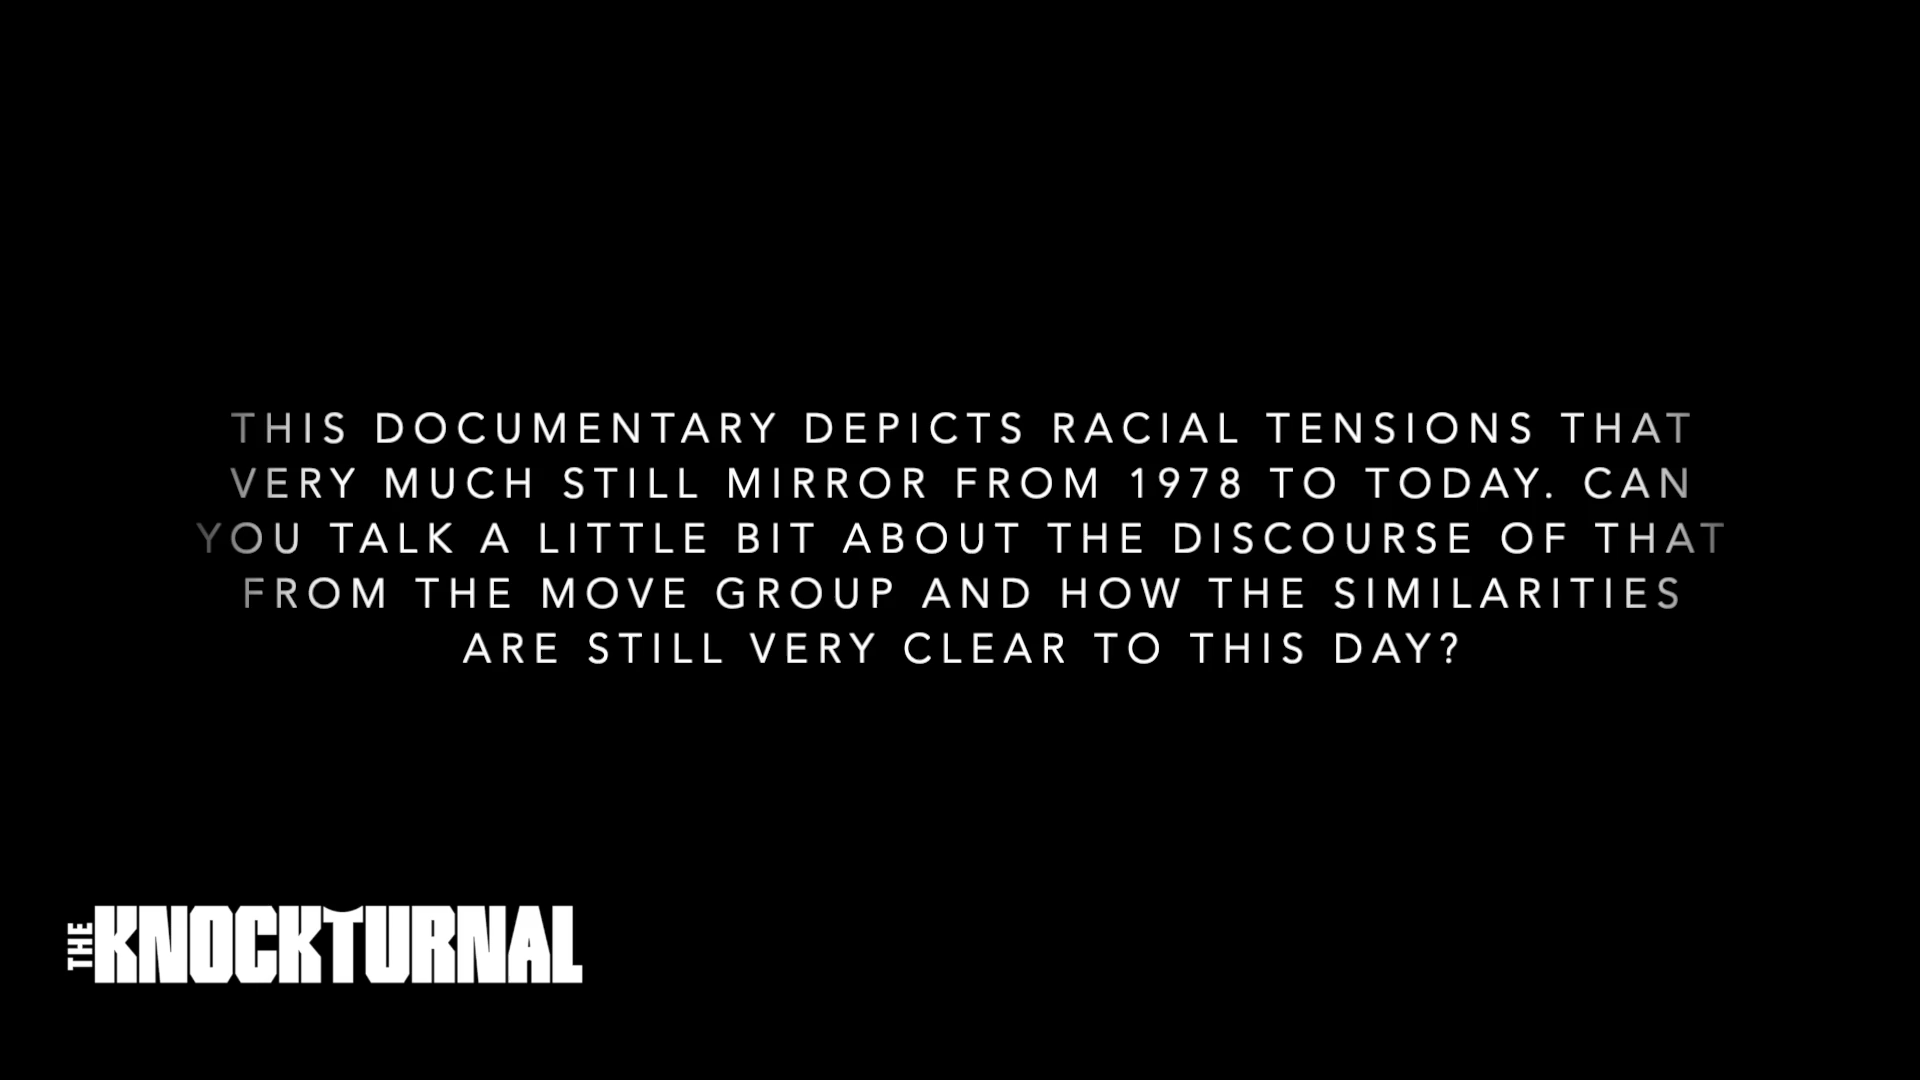 THIS DOCUMENTARY DEPICTS RACIAL TENSIONS THAT
VERY MUCH STILL MIRROR FROM 1978 TO TODAY. CAN
YOU TALK A LITTLE BIT ABOUT THE DISCOURSE OF THAT
FROM THE MOVE GROUP AND HOW THE SIMILARITIES
ARE STILL VERY CLEAR TO THIS DAY?
THE KNOCKTURNAL